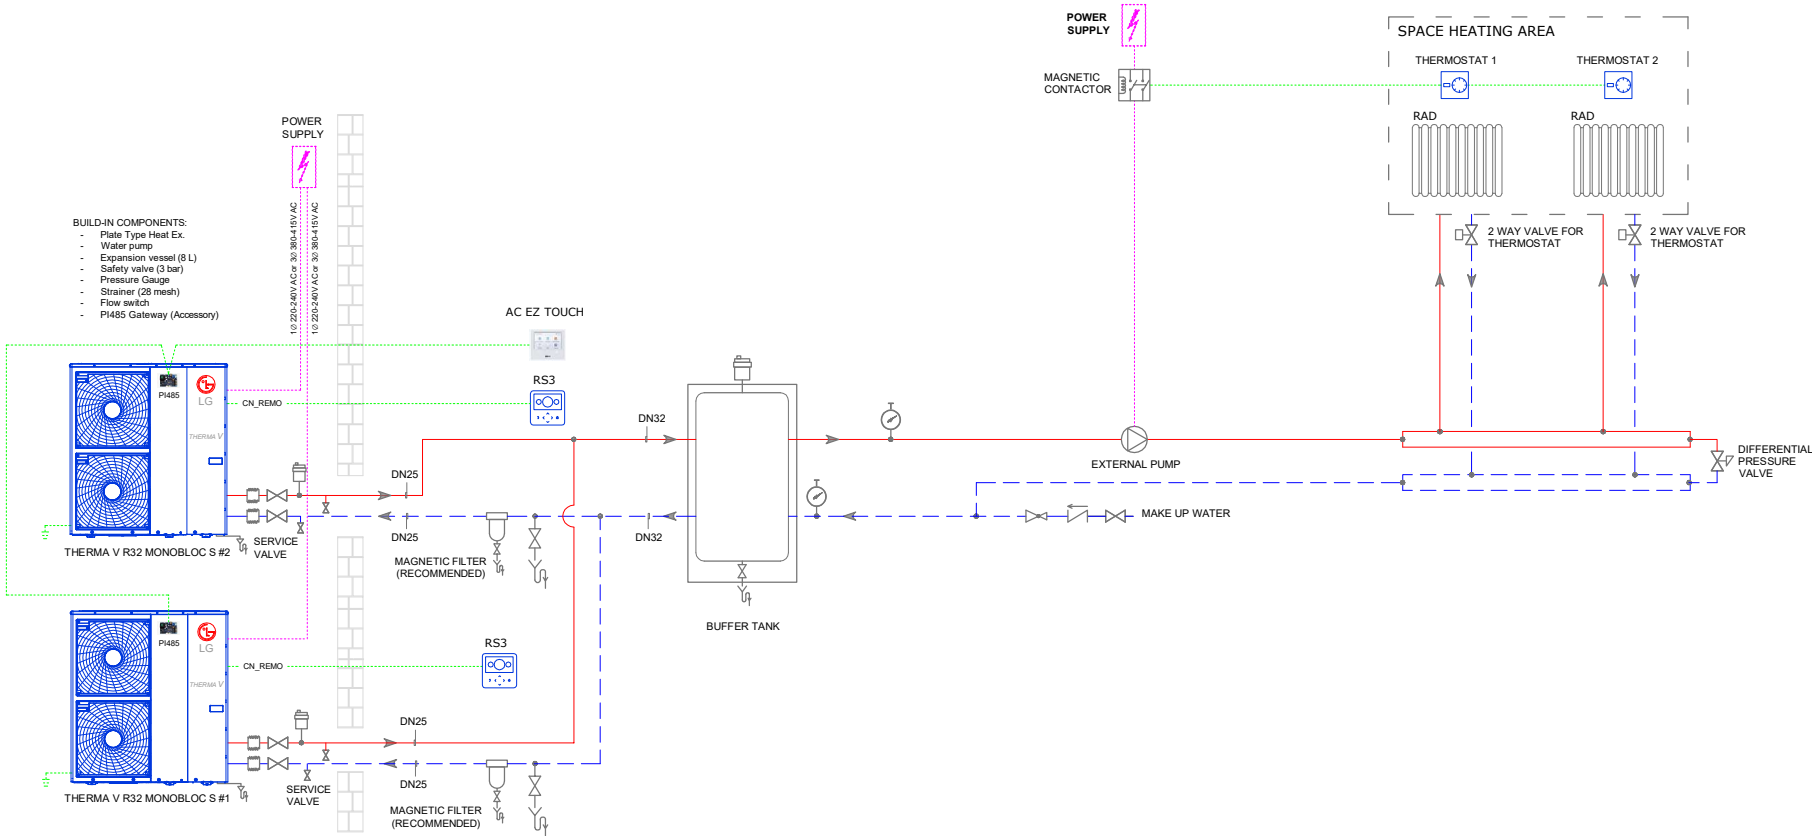 POWER
SUPPLY
SPACE HEATING AREA
THERMOSTAT 1
THERMOSTAT 2
MAGNETIC
CONTACTOR
RAD
RAD
POWER
SUPPLY
1∅ 220-240V AC or 3∅ 380-415V AC
1∅ 220-240V AC or 3∅ 380-415V AC
BUILD-IN COMPONENTS:
- Plate Type Heat Ex.
- Water pump
- Expansion vessel (8 L)
- Safety valve (3 bar)
- Pressure Gauge
- Strainer (28 mesh)
- Flow switch
- PI485 Gateway (Accessory)
2 WAY VALVE FOR
THERMOSTAT
2 WAY VALVE FOR
THERMOSTAT
AC EZ TOUCH
RS3
PI485
LG
CN_REMO
THERMA V
DN32
DN25
EXTERNAL PUMP
DIFFERENTIAL
PRESSURE
VALVE
MAKE UP WATER
DN25
DN32
SERVICE
VALVE
THERMA V R32 MONOBLOC S #2
MAGNETIC FILTER
(RECOMMENDED)
BUFFER TANK
PI485
LG
CN_REMO
THERMA V
RS3
DN25
DN25
SERVICE
VALVE
THERMA V R32 MONOBLOC S #1
MAGNETIC FILTER
(RECOMMENDED)